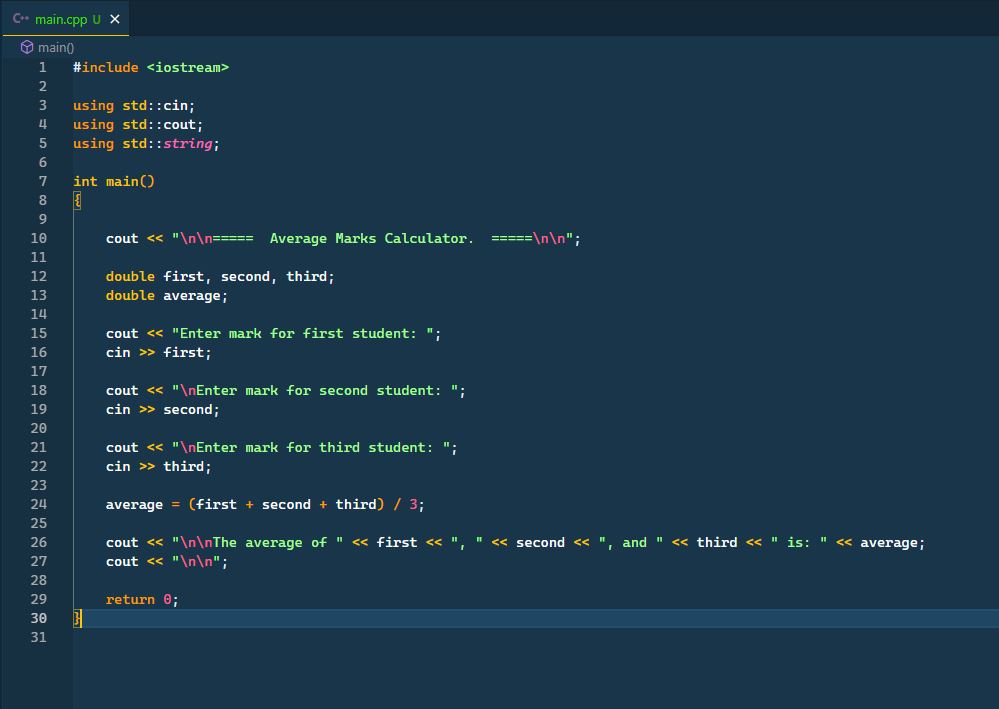 C++ main.cpp U ✕
main()
1 #include <iostream>
2
3 using std::cin;
4 using std::cout;
5 using std::string;
6
7 int main()
8 {
9
10     cout << "\n\n=====  Average Marks Calculator.  =====\n\n";
11
12     double first, second, third;
13     double average;
14
15     cout << "Enter mark for first student: ";
16     cin >> first;
17
18     cout << "\nEnter mark for second student: ";
19     cin >> second;
20
21     cout << "\nEnter mark for third student: ";
22     cin >> third;
23
24     average = (first + second + third) / 3;
25
26     cout << "\n\nThe average of " << first << ", " << second << ", and " << third << " is: " << average;
27     cout << "\n\n";
28
29     return 0;
30 }
31